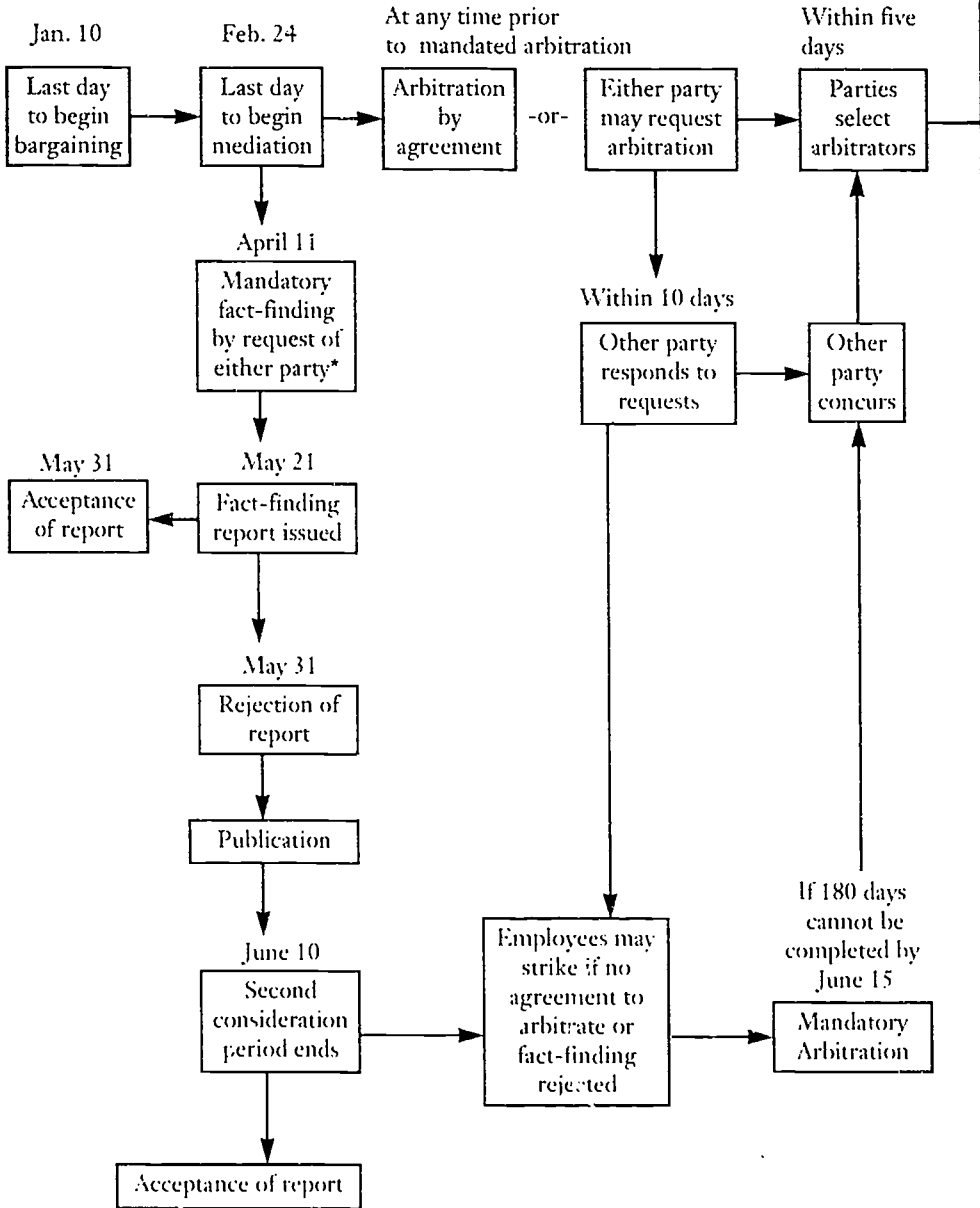 Jan. 10
Last day
to begin
bargaining
Feb. 24
Last day
to begin
mediation
At any time prior
to mandated arbitration
Arbitration
by
agreement
-or-
Either party
may request
arbitration
Within five
days
Parties
select
arbitrators
April 11
Mandatory
fact-finding
by request of
either party*
Within 10 days
Other party
responds to
requests
Other
party
concurs
May 31
Acceptance
of report
May 21
Fact-finding
report issued
May 31
Rejection of
report
Publication
June 10
Second
consideration
period ends
Employees may
strike if no
agreement to
arbitrate or
fact-finding
rejected
If 180 days
cannot be
completed by
June 15
Mandatory
Arbitration
Acceptance of report